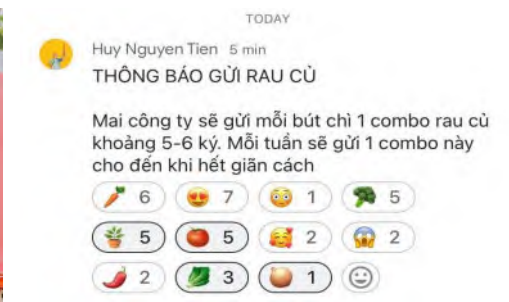 TODAY
Huy Nguyen Tien 5 min
THÔNG BÁO GỬI RAU CỦ
Mai công ty sẽ gửi mỗi bút chì 1 combo rau củ
khoảng 5-6 ký. Mỗi tuần sẽ gửi 1 combo này
cho đến khi hết giãn cách
6 7 1 5
5 5 2 2
2 3 1